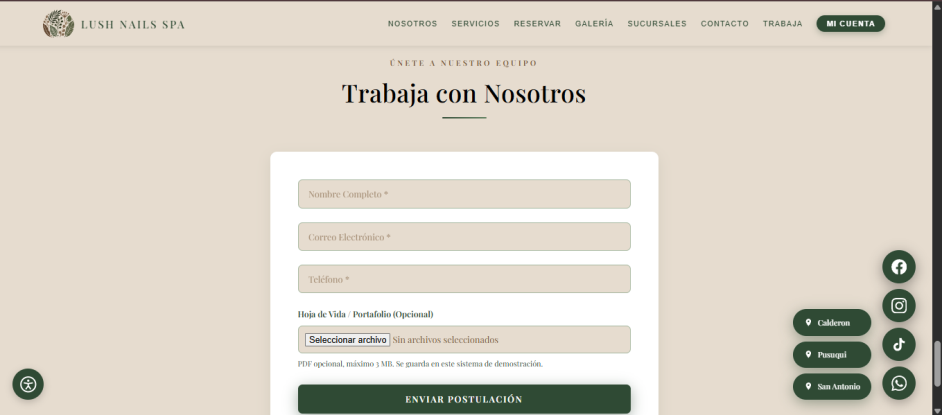 LUSH NAILS SPA
NOSOTROS SERVICIOS RESERVAR GALERÍA SUCURSALES CONTACTO TRABAJA MI CUENTA
ÚNETE A NUESTRO EQUIPO
Trabaja con Nosotros
Nombre Completo *
Correo Electrónico *
Teléfono *
Hoja de Vida / Portafolio (Opcional)
Seleccionar archivo Sin archivos seleccionados
PDF opcional, máximo 3 MB. Se guarda en este sistema de demostración.
ENVIAR POSTULACIÓN
Calderon
Pusuqui
San Antonio